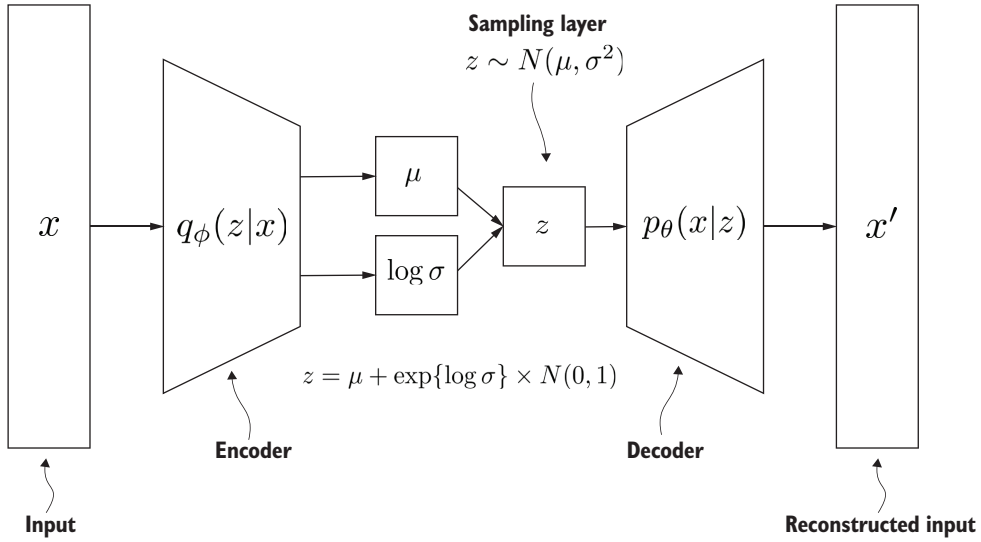 Sampling layer
z ∼ N(μ, σ²)
x
q_ϕ(z|x)
μ
log σ
z
p_θ(x|z)
x′
z = μ + exp{log σ} × N(0, 1)
Encoder
Decoder
Input
Reconstructed input